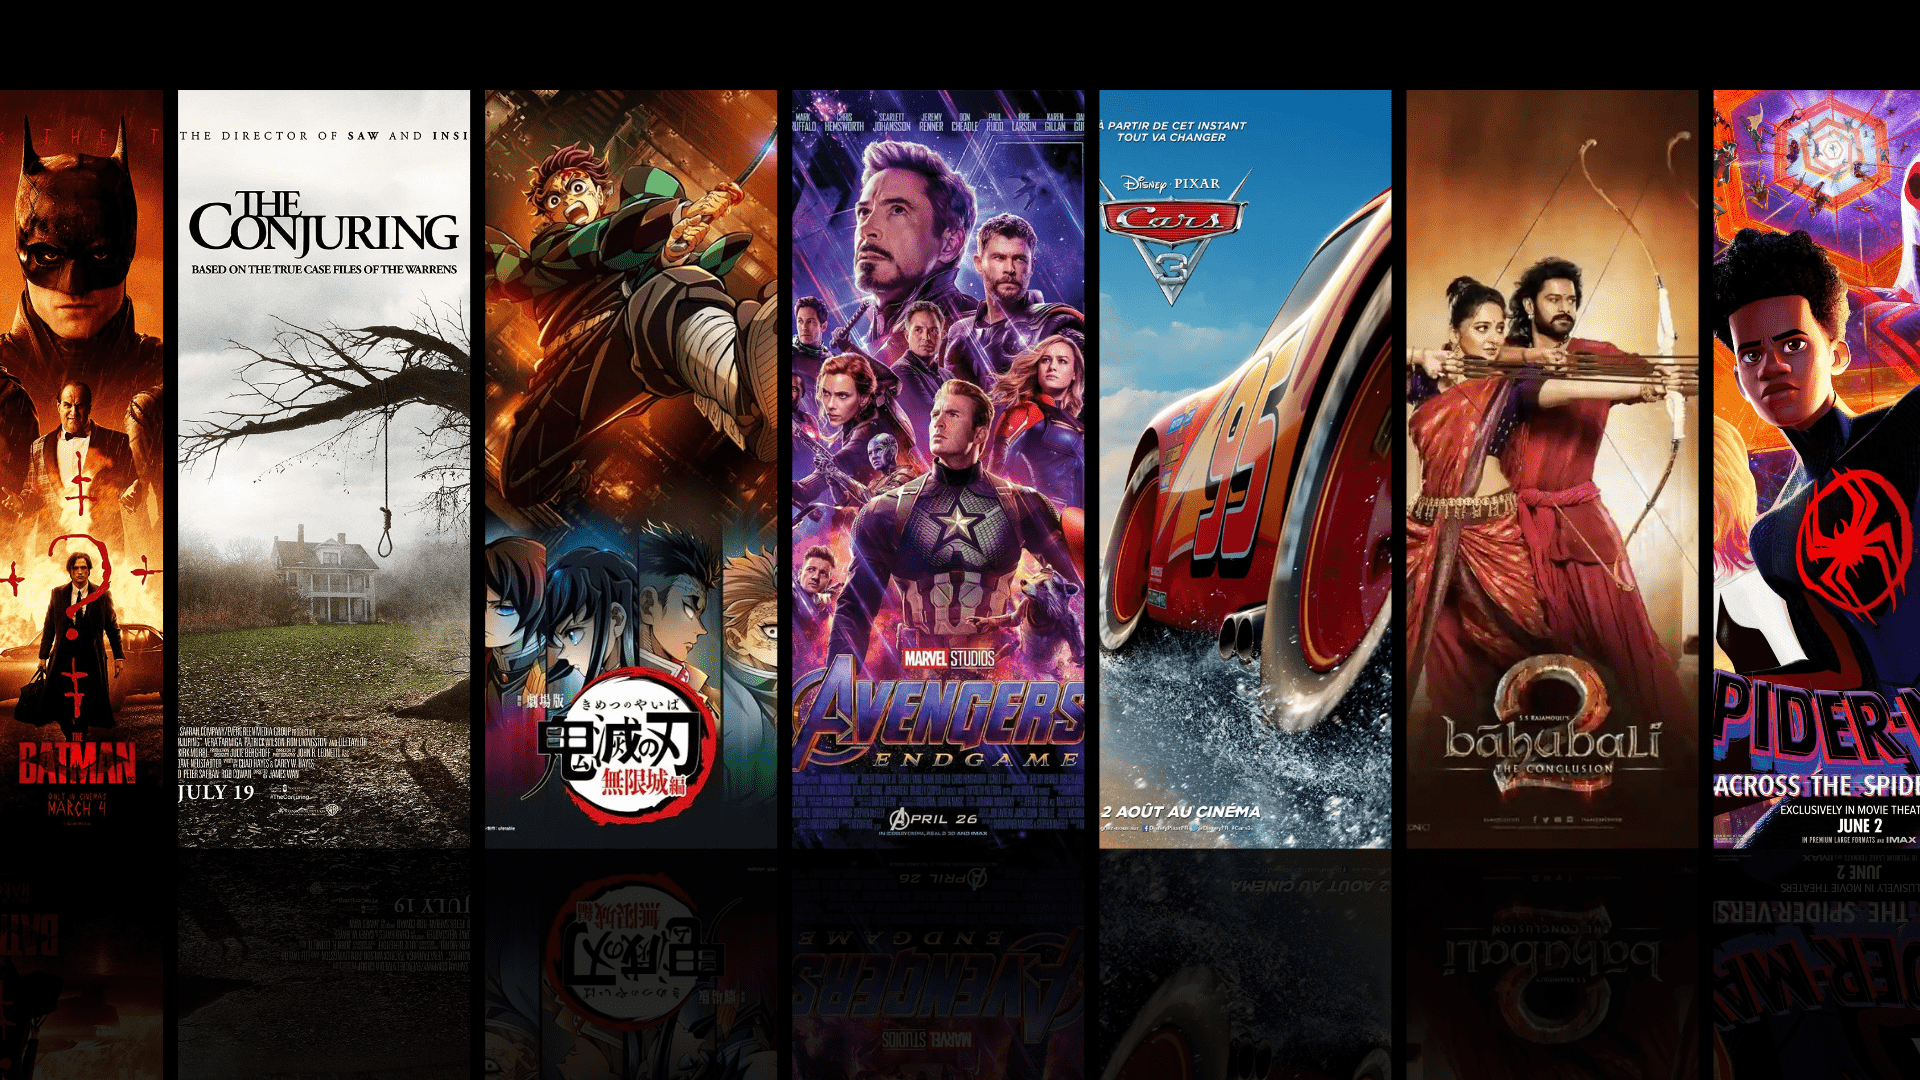 THE
BATMAN
ONLY IN CINEMAS
MARCH 4
THE DIRECTOR OF SAW AND INSI
THE
CONJURING
BASED ON THE TRUE CASE FILES OF THE WARRENS
JULY 19
#TheConjuring
劇場版
きめつのやいば
鬼滅の刃
無限城編
MARK CHRIS SCARLETT JEREMY DON PAUL BRIE KAREN
RUFFALO HEMSWORTH JOHANSSON RENNER CHEADLE RUDD LARSON GILLAN
MARVEL STUDIOS
AVENGERS
ENDGAME
APRIL 26
IN REALD 3D AND IMAX
À PARTIR DE CET INSTANT
TOUT VA CHANGER
DISNEY · PIXAR
Cars
3
95
2 AOÛT AU CINÉMA
S S RAJAMOULI'S
2
bāhubali
THE CONCLUSION
PIDER-
ACROSS THE SPIDE
EXCLUSIVELY IN MOVIE THEAT
JUNE 2
IN PREMIUM LARGE FORMATS AND IMAX